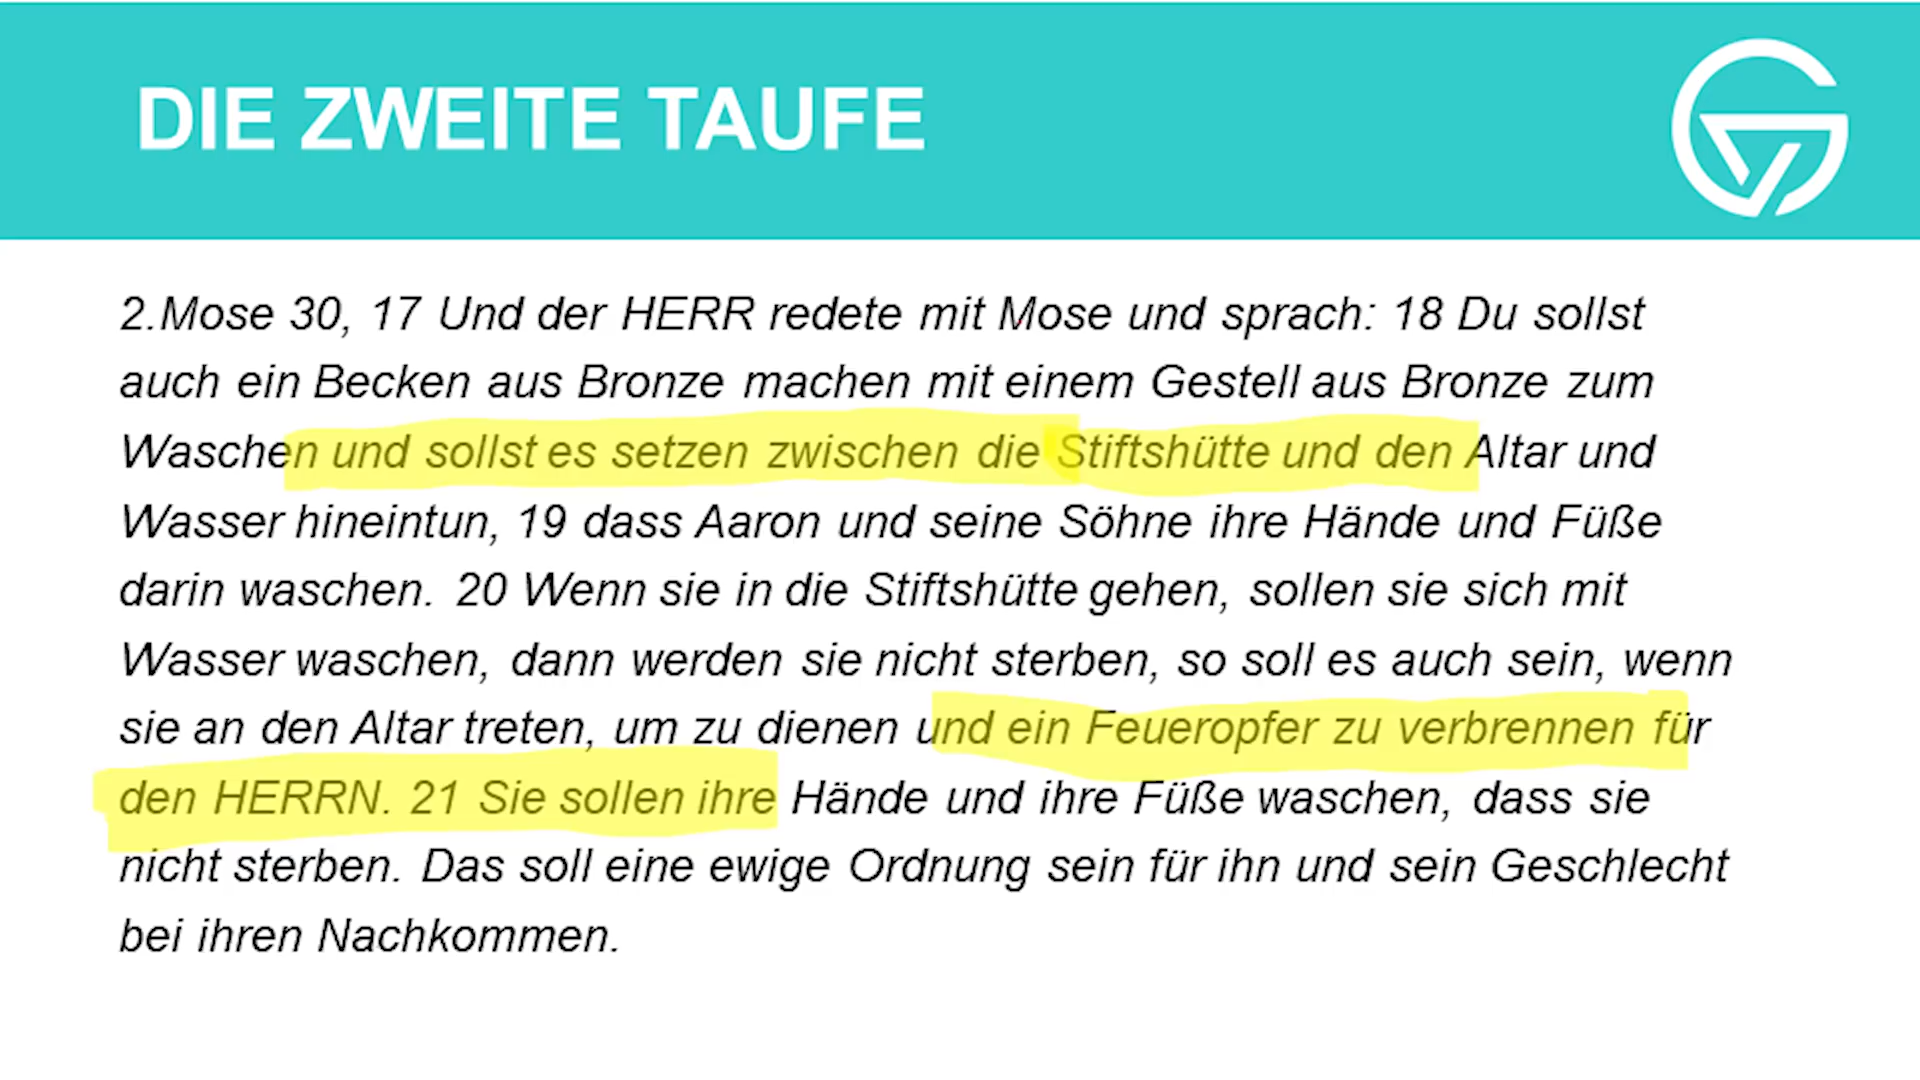 DIE ZWEITE TAUFE
2.Mose 30, 17 Und der HERR redete mit Mose und sprach: 18 Du sollst
auch ein Becken aus Bronze machen mit einem Gestell aus Bronze zum
Waschen und sollst es setzen zwischen die Stiftshütte und den Altar und
Wasser hineintun, 19 dass Aaron und seine Söhne ihre Hände und Füße
darin waschen. 20 Wenn sie in die Stiftshütte gehen, sollen sie sich mit
Wasser waschen, dann werden sie nicht sterben, so soll es auch sein, wenn
sie an den Altar treten, um zu dienen und ein Feueropfer zu verbrennen für
den HERRN. 21 Sie sollen ihre Hände und ihre Füße waschen, dass sie
nicht sterben. Das soll eine ewige Ordnung sein für ihn und sein Geschlecht
bei ihren Nachkommen.